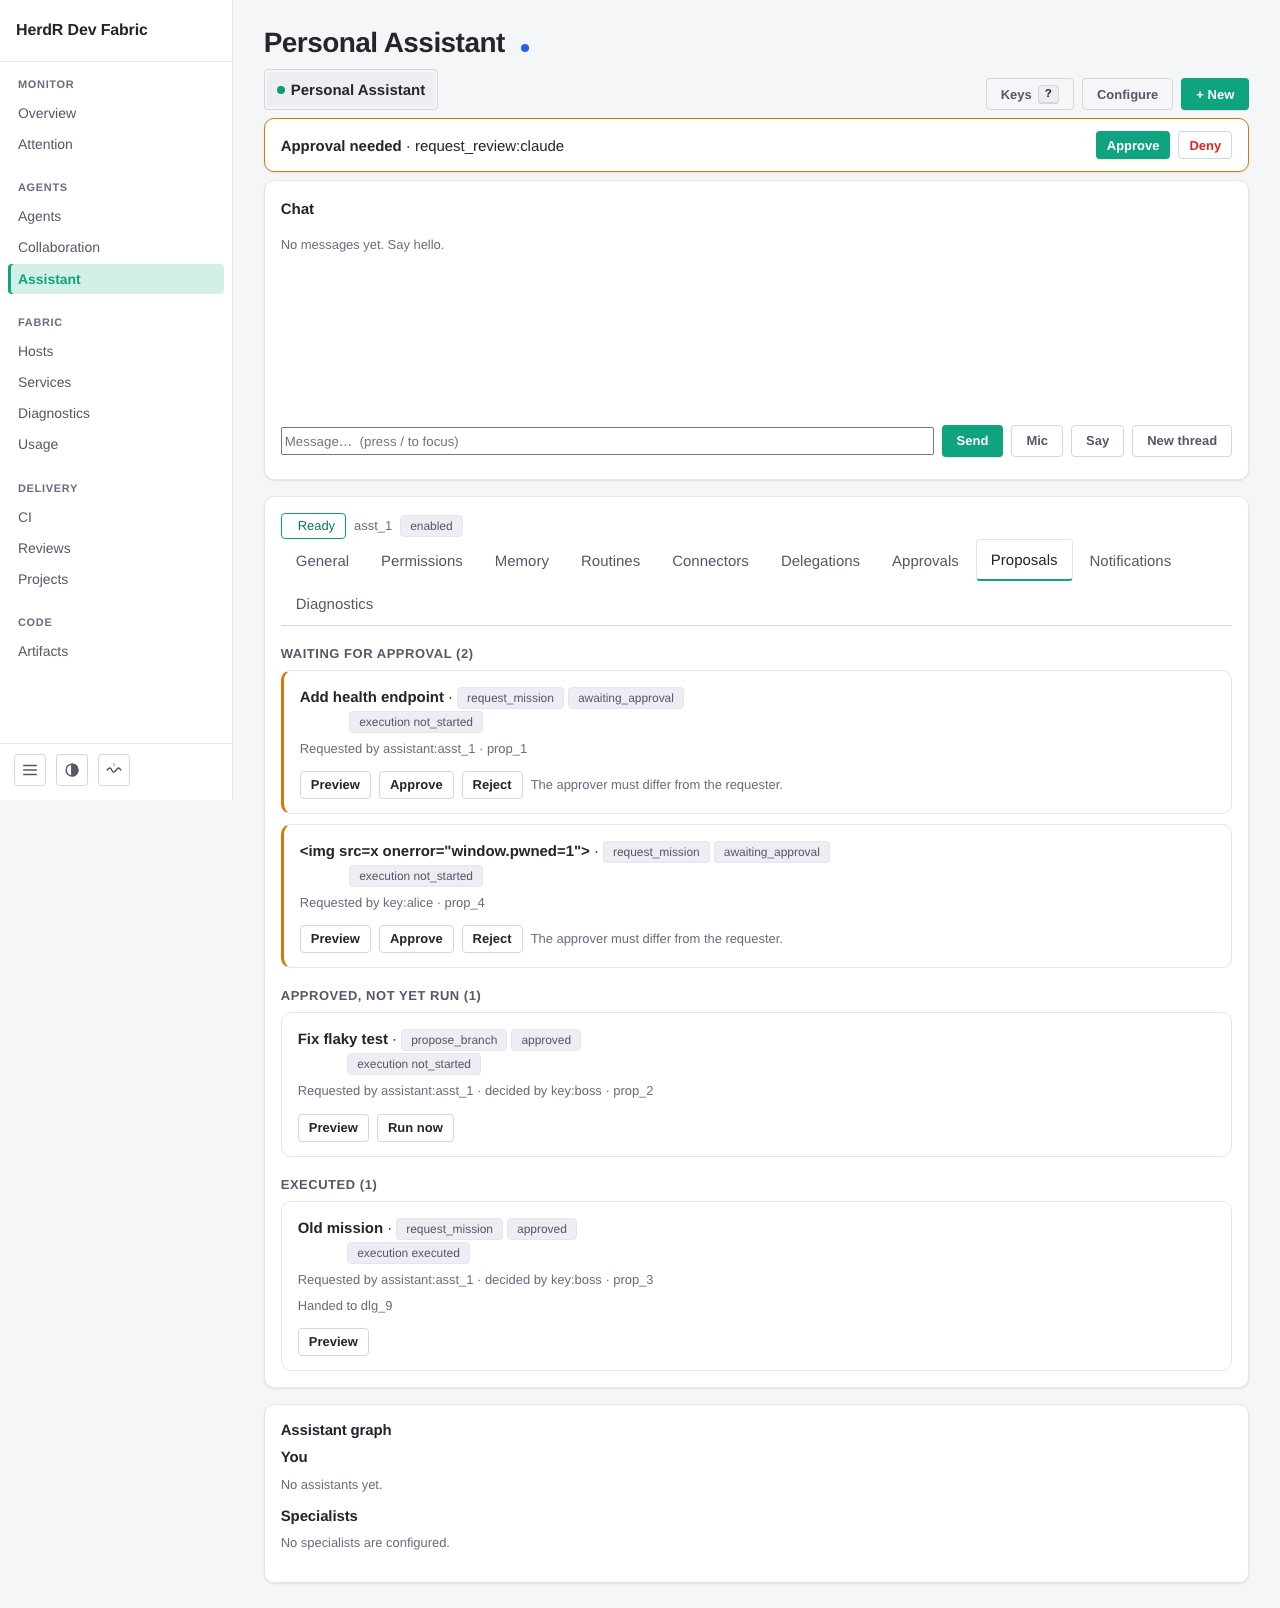 HerdR Dev Fabric
MONITOR
Overview
Attention
AGENTS
Agents
Collaboration
Assistant
FABRIC
Hosts
Services
Diagnostics
Usage
DELIVERY
CI
Reviews
Projects
CODE
Artifacts
Personal Assistant
Personal Assistant
Keys ? Configure + New
Approval needed · request_review:claude Approve Deny
Chat
No messages yet. Say hello.
Message… (press / to focus) Send Mic Say New thread
Ready asst_1 enabled
General Permissions Memory Routines Connectors Delegations Approvals Proposals Notifications
Diagnostics
WAITING FOR APPROVAL (2)
Add health endpoint · request_mission awaiting_approval
execution not_started
Requested by assistant:asst_1 · prop_1
Preview Approve Reject The approver must differ from the requester.
<img src=x onerror="window.pwned=1"> · request_mission awaiting_approval
execution not_started
Requested by key:alice · prop_4
Preview Approve Reject The approver must differ from the requester.
APPROVED, NOT YET RUN (1)
Fix flaky test · propose_branch approved
execution not_started
Requested by assistant:asst_1 · decided by key:boss · prop_2
Preview Run now
EXECUTED (1)
Old mission · request_mission approved
execution executed
Requested by assistant:asst_1 · decided by key:boss · prop_3
Handed to dlg_9
Preview
Assistant graph
You
No assistants yet.
Specialists
No specialists are configured.